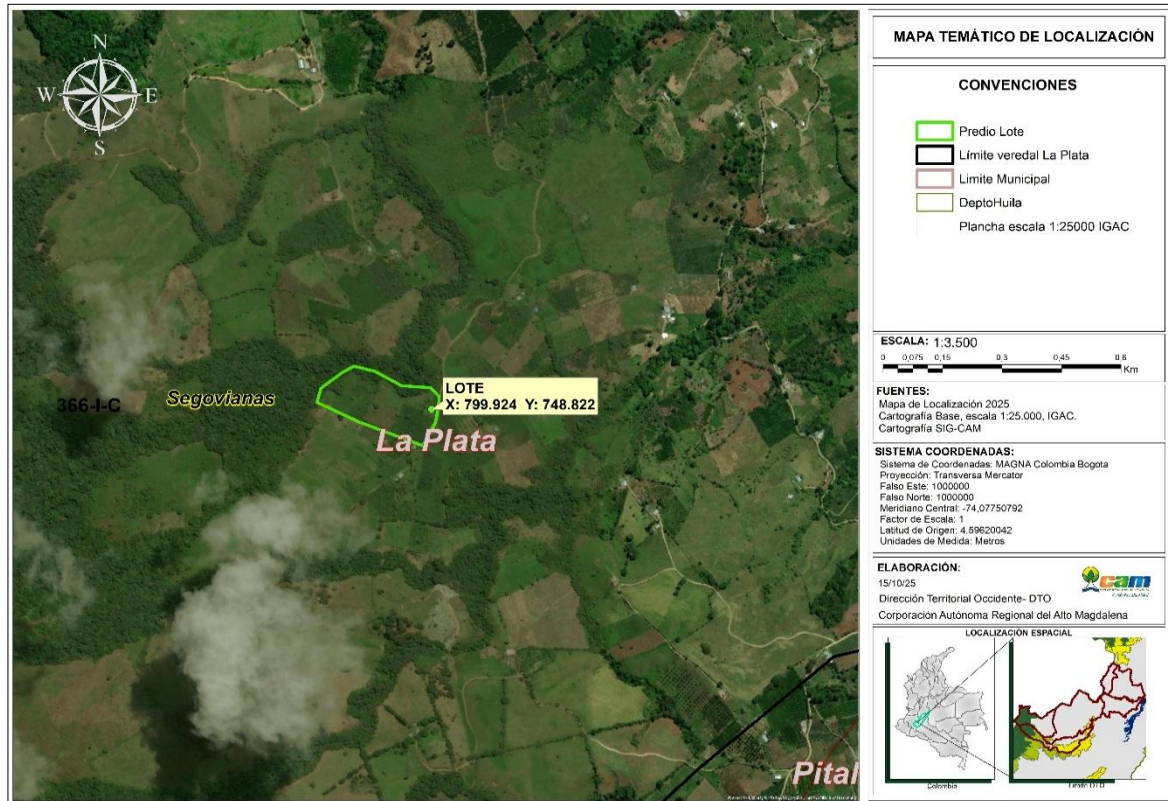 N
W
E
S
366-I-C
Segovianas
LOTE
X: 799.924 Y: 748.822
La Plata
Pital
MAPA TEMÁTICO DE LOCALIZACIÓN
CONVENCIONES
Predio Lote
Límite veredal La Plata
Limite Municipal
DeptoHuila
Plancha escala 1:25000 IGAC
ESCALA: 1:3.500
0 0,075 0,15 0,3 0,45 0,6
Km
FUENTES:
Mapa de Localización 2025
Cartografía Base, escala 1:25.000, IGAC.
Cartografía SIG-CAM
SISTEMA COORDENADAS:
Sistema de Coordenadas: MAGNA Colombia Bogota
Proyección: Transversa Mercator
Falso Este: 1000000
Falso Norte: 1000000
Meridiano Central: -74,07750792
Factor de Escala: 1
Latitud de Origen: 4,59620042
Unidades de Medida: Metros
ELABORACIÓN:
15/10/25
Dirección Territorial Occidente- DTO
cam
Corporación Autónoma Regional del Alto Magdalena
LOCALIZACIÓN ESPACIAL
Colombia
Límite DTO